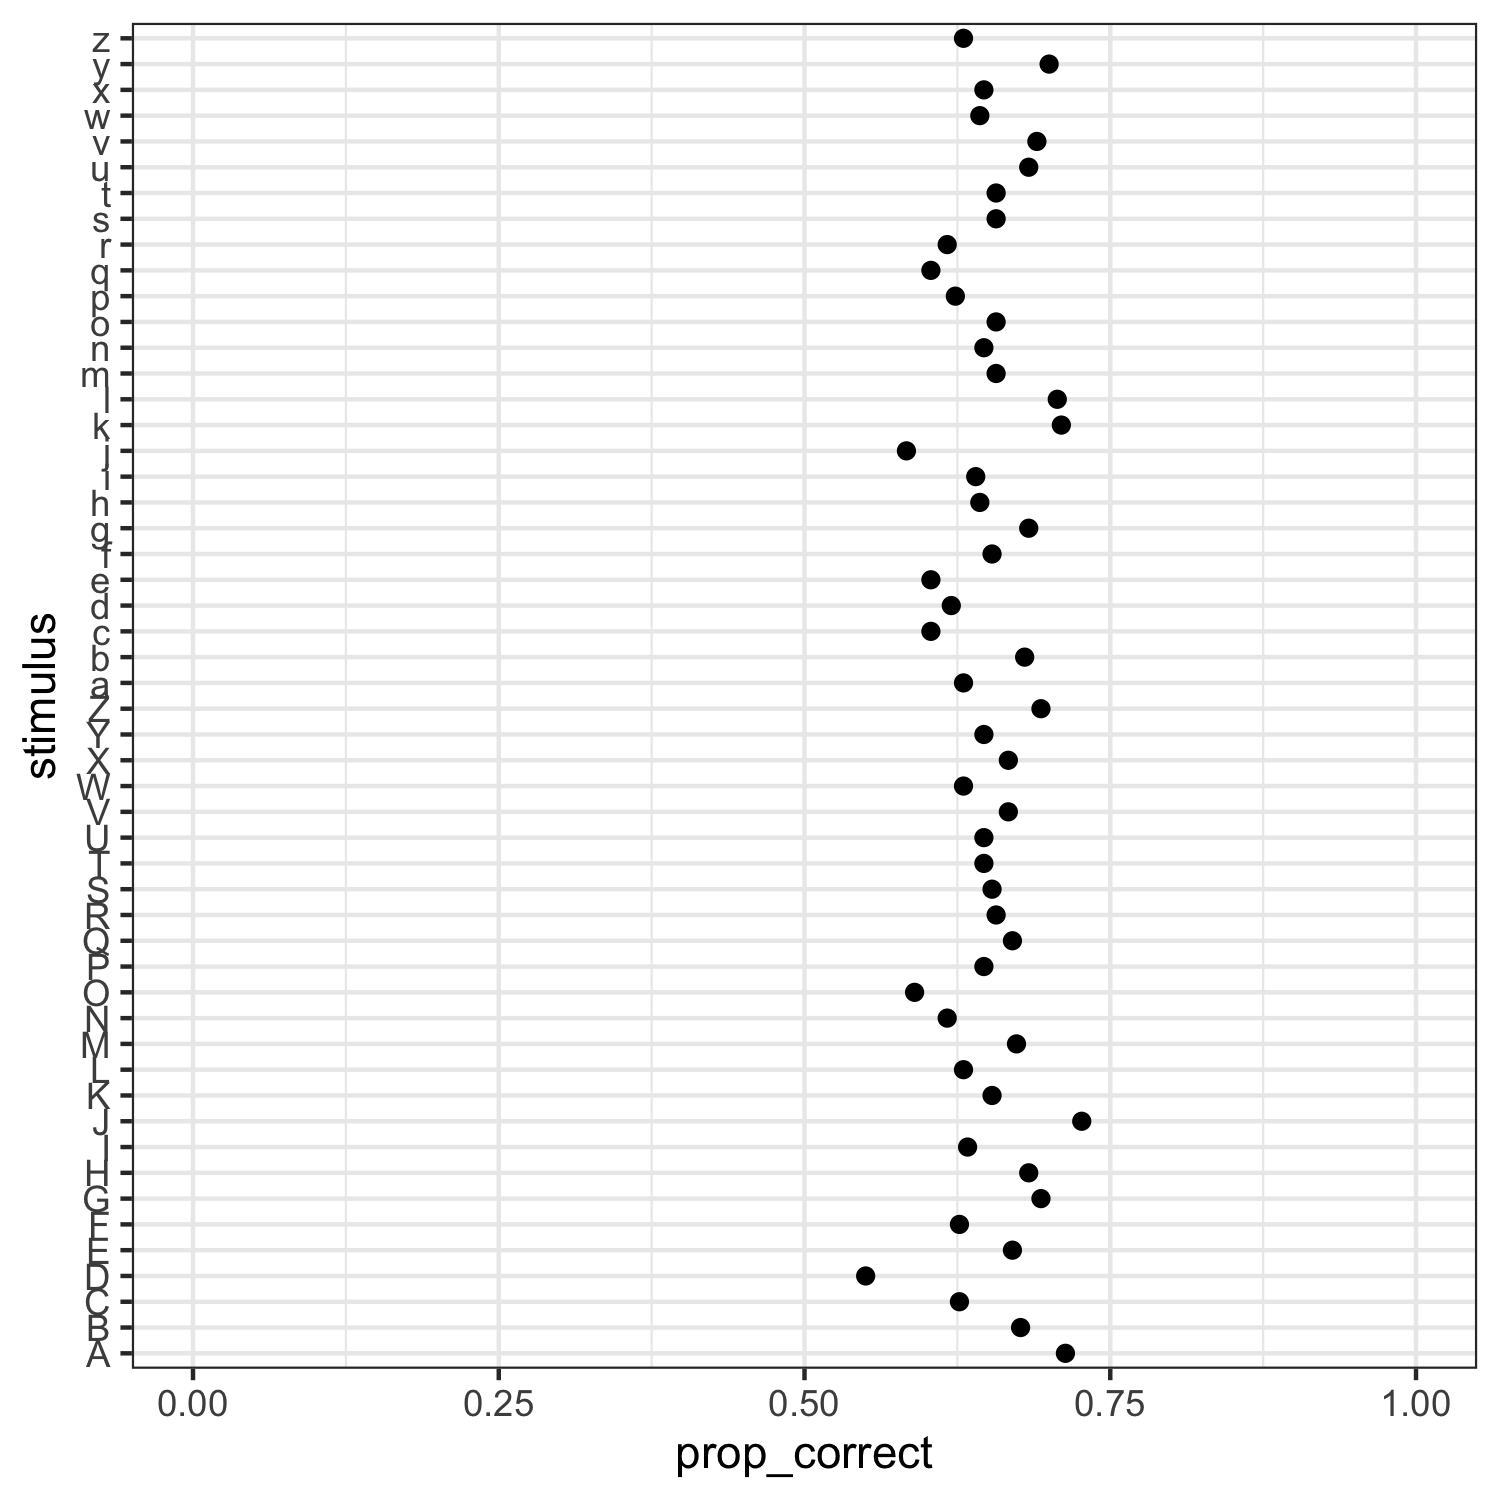 z
y
x
w
v
u
t
s
r
q
p
o
n
m
l
k
j
i
h
g
f
e
d
c
b
a
Z
Y
X
W
V
U
T
S
R
Q
P
O
N
M
L
K
J
I
H
G
F
E
D
C
B
A
stimulus
0.00 0.25 0.50 0.75 1.00
prop_correct